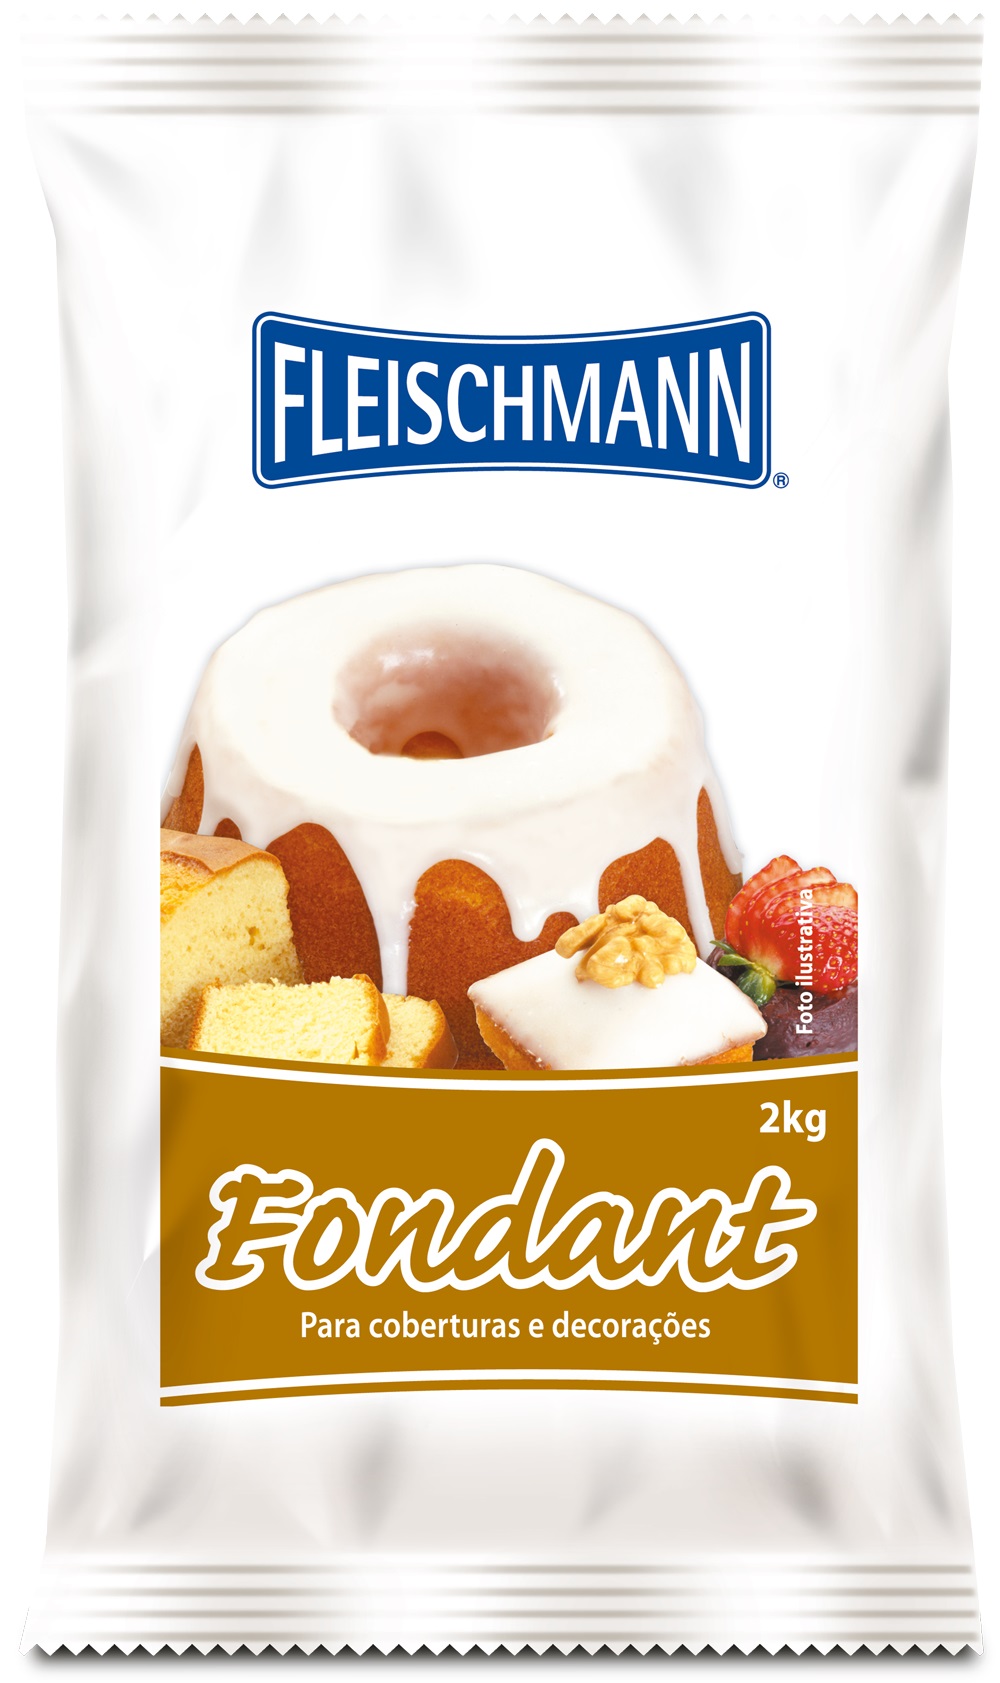 FLEISCHMANN®
Foto ilustrativa
2kg
Fondant
Para coberturas e decorações